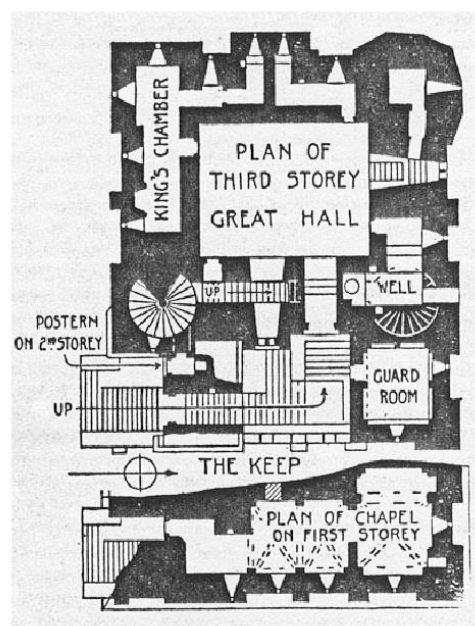 KING'S CHAMBER
PLAN OF
THIRD STOREY
GREAT HALL
UP
WELL
POSTERN
ON 2ND STOREY
GUARD
ROOM
UP
THE KEEP
PLAN OF CHAPEL
ON FIRST STOREY